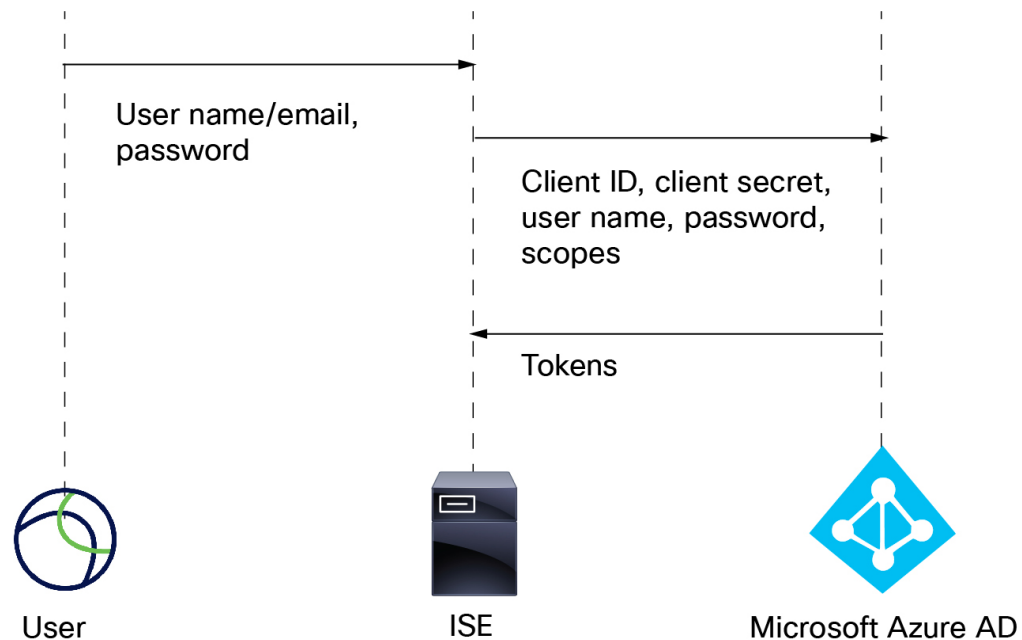 User name/email,
password
Client ID, client secret,
user name, password,
scopes
Tokens
User
ISE
Microsoft Azure AD